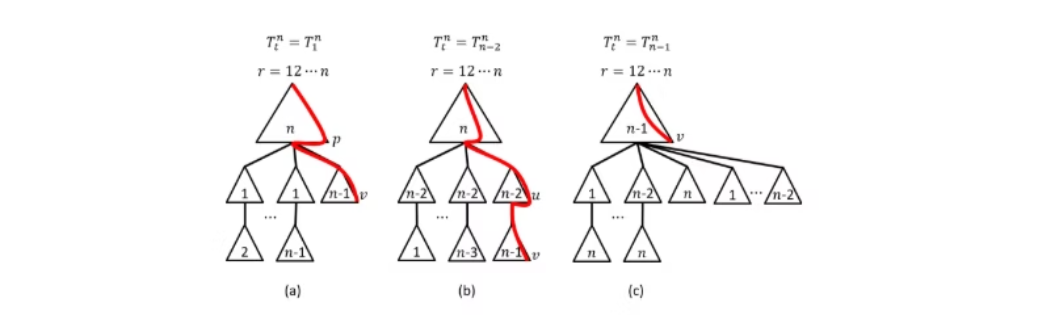 $T_t^n = T_1^n$
$T_t^n = T_{n-2}^n$
$T_t^n = T_{n-1}^n$
r = 12 ⋯ n
r = 12 ⋯ n
r = 12 ⋯ n
n p
n
n-1 v
1 1 n-1 v
n-2 n-2 n-2 u
1 n-2 n 1 ⋯ n-2
⋯
⋯
⋯
2 n-1
1 n-3 n-1 v
n n
(a)
(b)
(c)